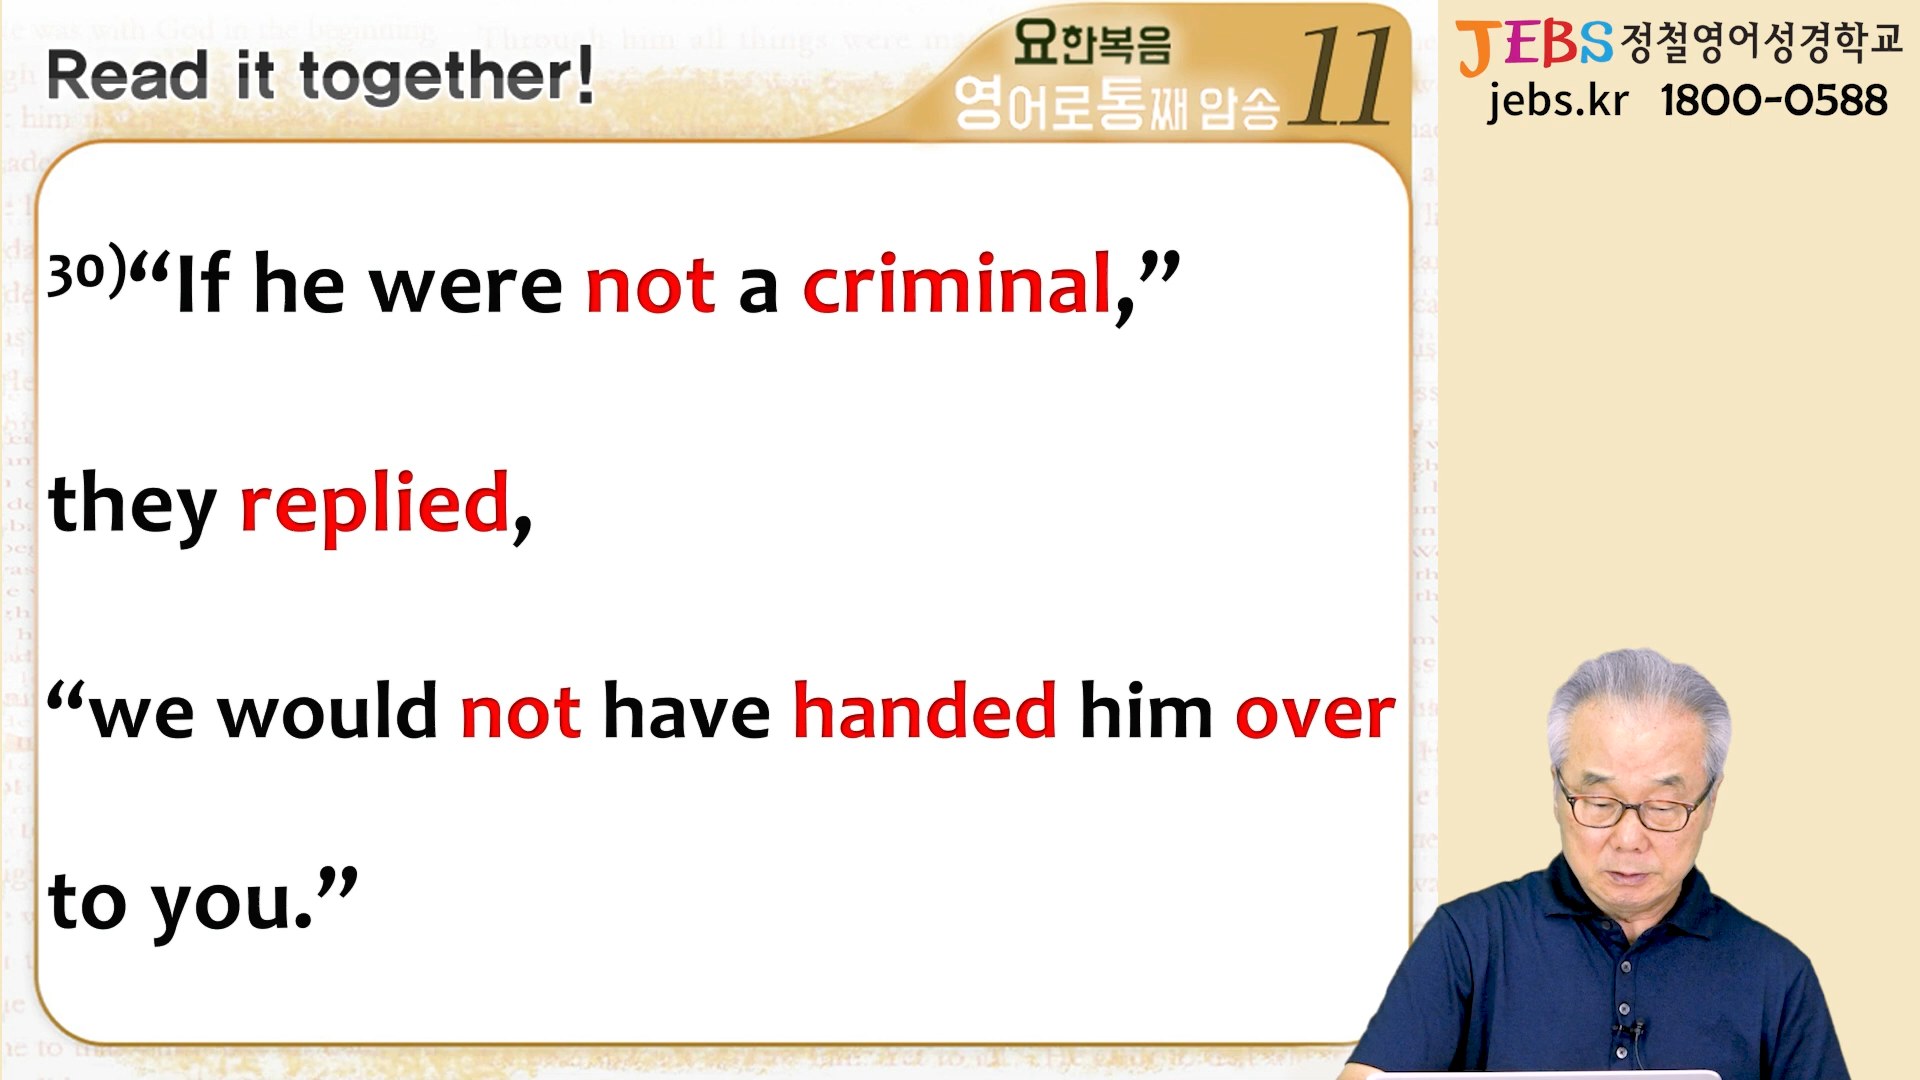 Read it together!
요한복음
영어로통째 암송 11
JEBS 정철영어성경학교
jebs.kr 1800-0588
30)“If he were not a criminal,”
they replied,
“we would not have handed him over
to you.”